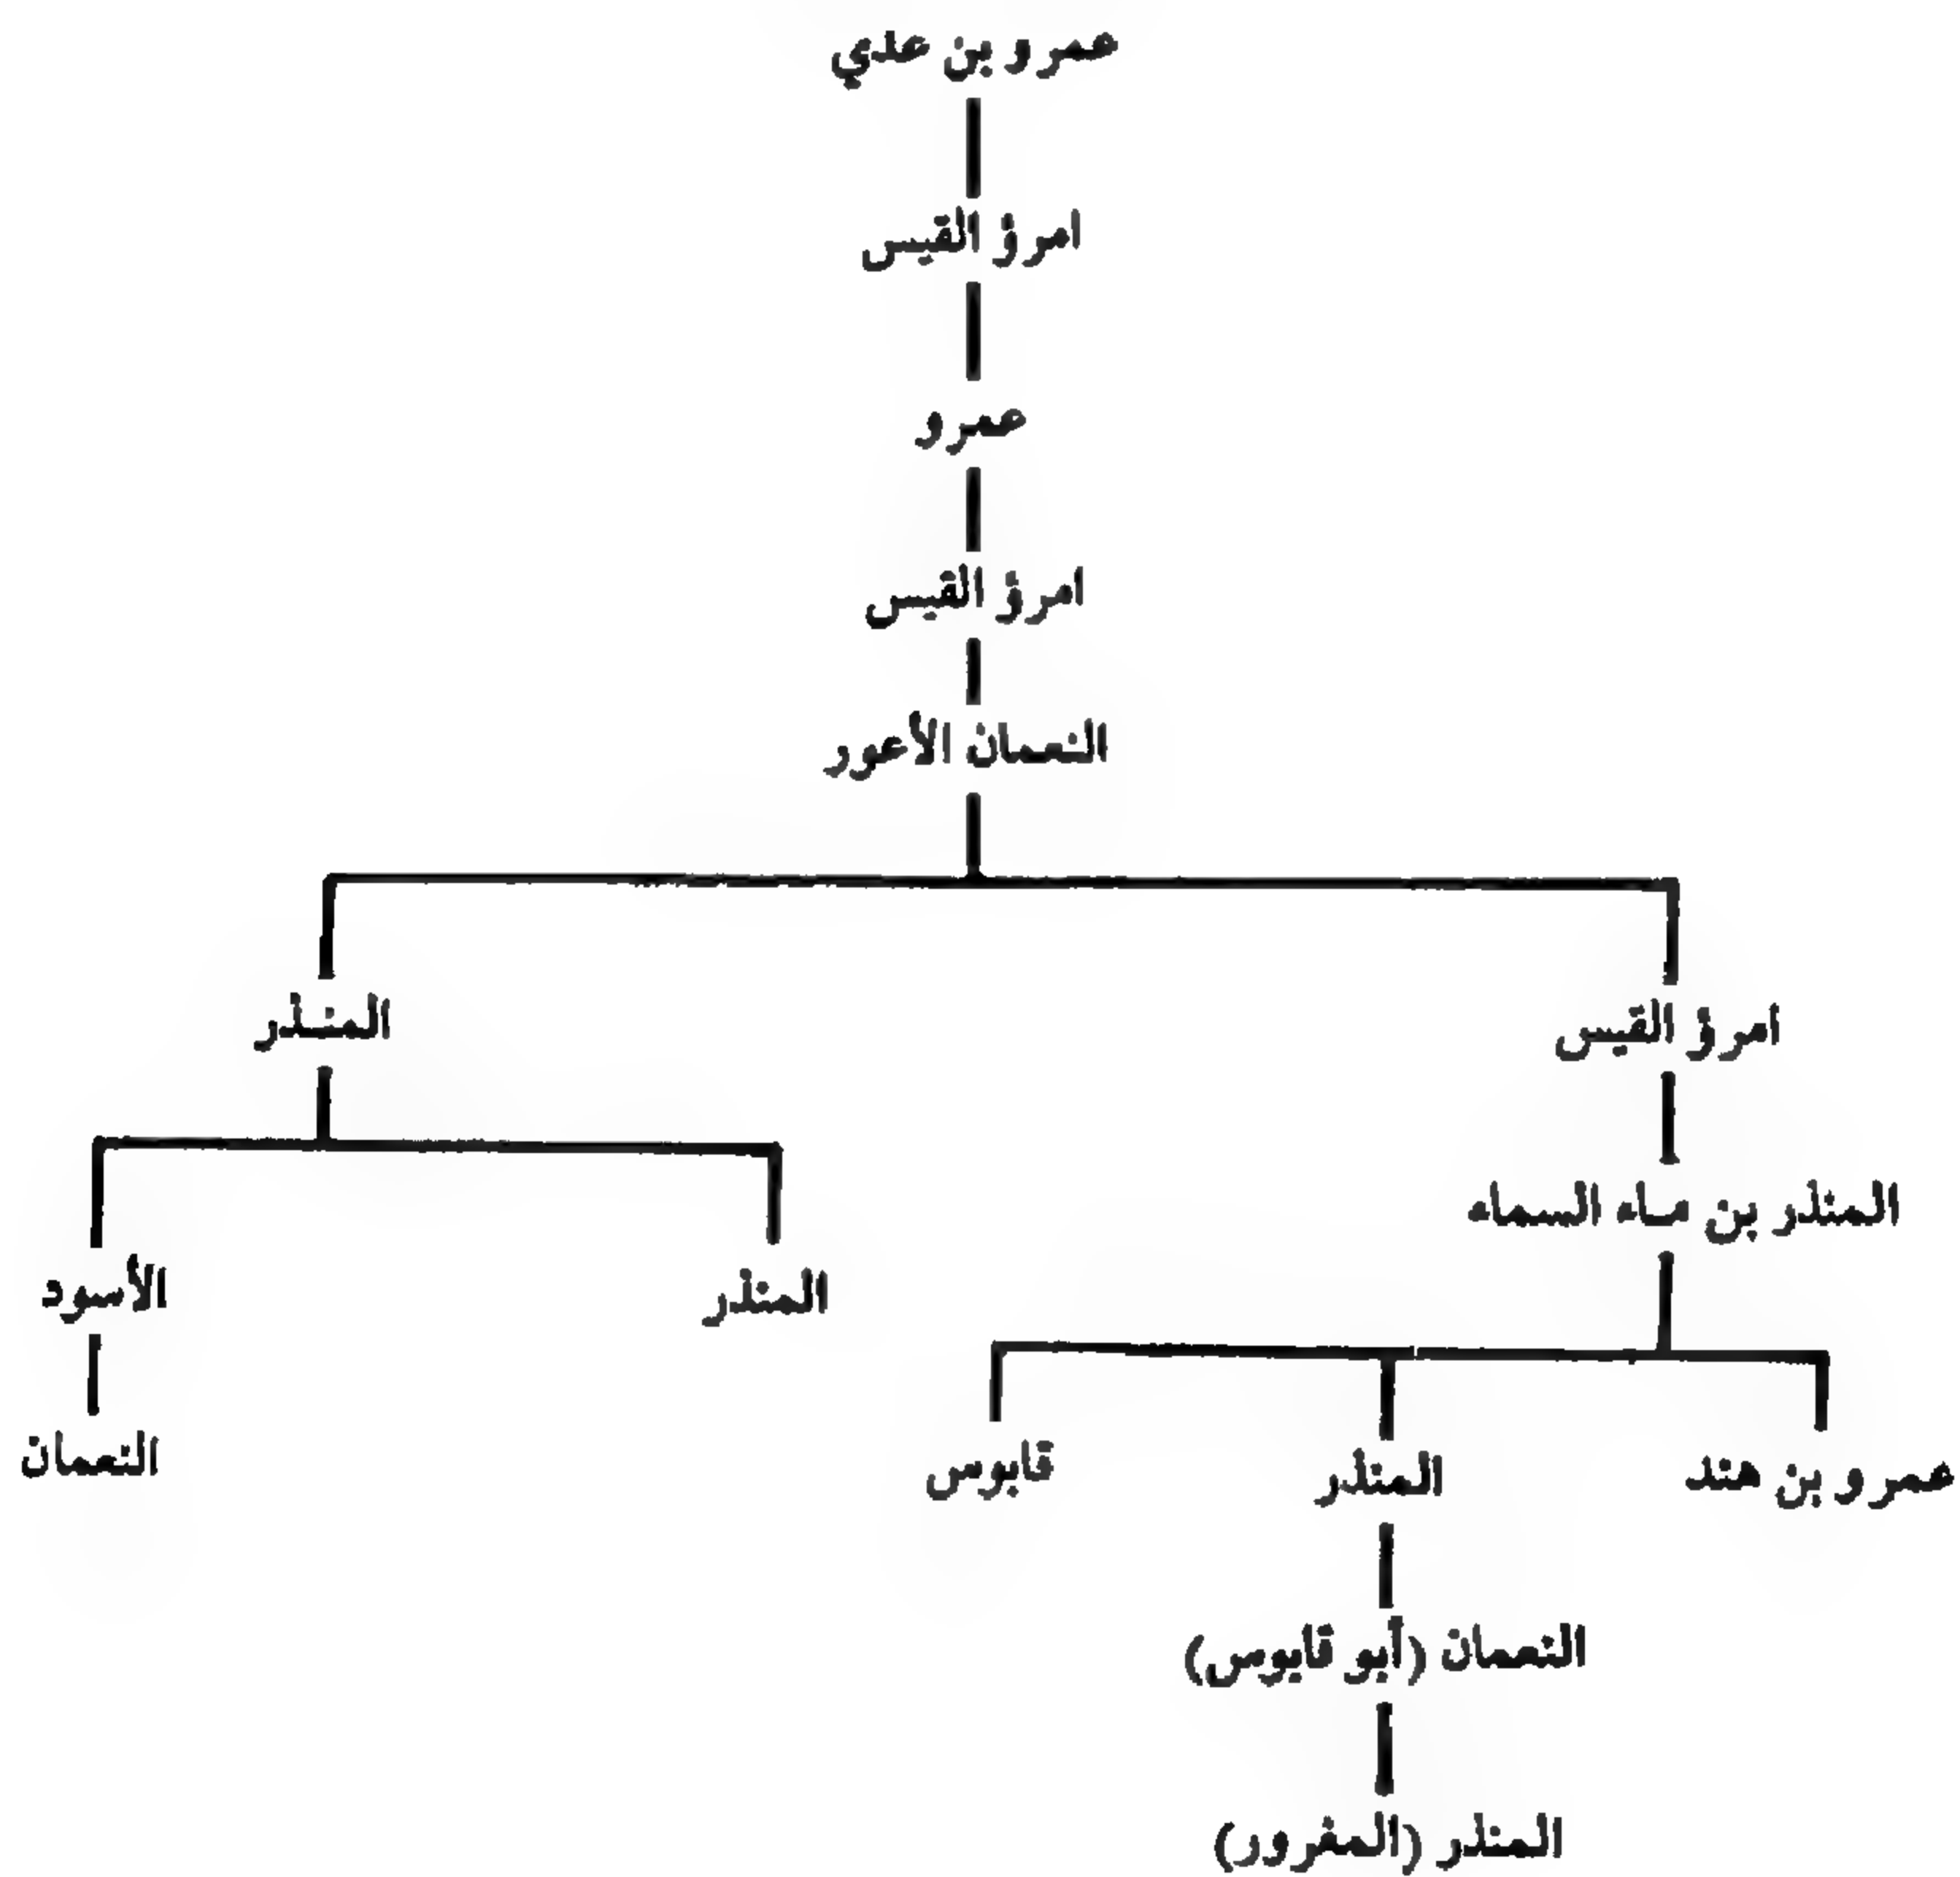 عمرو بن عدي
امرؤ القيس
عمرو
امرؤ القيس
النعمان الأعور
امرؤ القيس
المنذر
المنذر بن ماء السماء
المنذر
الأسود
عمرو بن هند
المنذر
قابوس
النعمان
النعمان (أبو قابوس)
المنذر (المغرور)